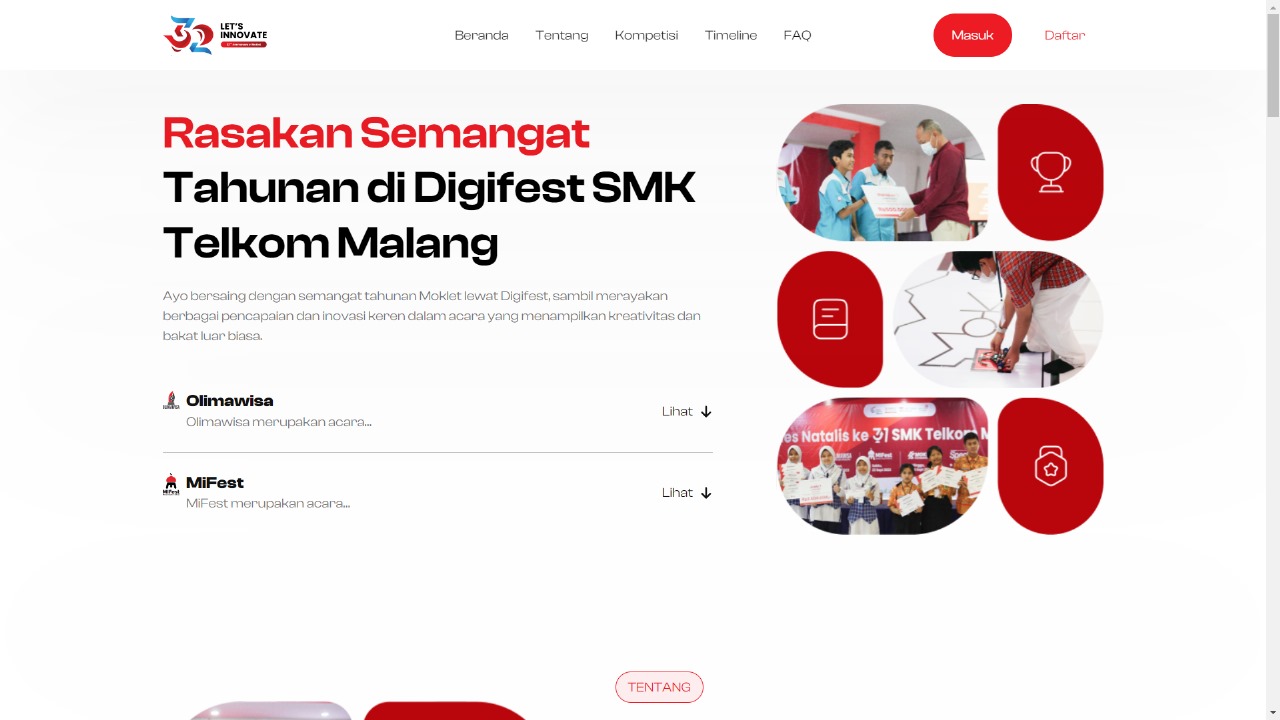 32 LET'S
INNOVATE
Beranda Tentang Kompetisi Timeline FAQ Masuk Daftar
Rasakan Semangat
Tahunan di Digifest SMK
Telkom Malang
Ayo bersaing dengan semangat tahunan Moklet lewat Digifest, sambil merayakan
berbagai pencapaian dan inovasi keren dalam acara yang menampilkan kreativitas dan
bakat luar biasa.
Olimawisa
Olimawisa merupakan acara...
Lihat
MiFest
MiFest
MiFest merupakan acara...
Lihat
es Natalis ke 31 SMK Telkom M
MiFest
TENTANG